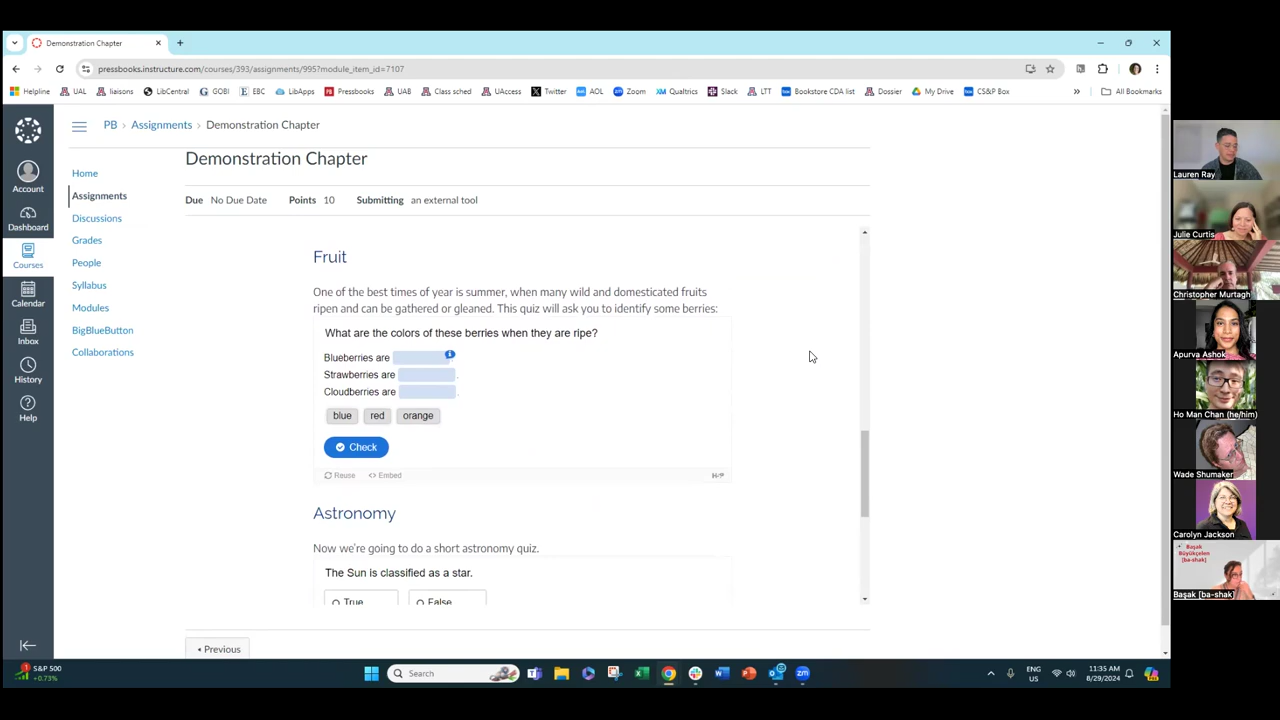 Demonstration Chapter
pressbooks.instructure.com/courses/393/assignments/995?module_item_id=7107
Helpline UAL liaisons LibCentral GOBI EBC LibApps Pressbooks UAB Class sched UAccess Twitter AOL Zoom Qualtrics Slack LTT Bookstore CDA list Dossier My Drive CS&P Box » All Bookmarks
PB › Assignments › Demonstration Chapter
Account
Dashboard
Courses
Calendar
Inbox
History
Help
Home
Assignments
Discussions
Grades
People
Syllabus
Modules
BigBlueButton
Collaborations
Demonstration Chapter
Due No Due Date Points 10 Submitting an external tool
Fruit
One of the best times of year is summer, when many wild and domesticated fruits
ripen and can be gathered or gleaned. This quiz will ask you to identify some berries:
What are the colors of these berries when they are ripe?
Blueberries are
Strawberries are .
Cloudberries are .
blue red orange
Check
Reuse <> Embed H-P
Astronomy
Now we're going to do a short astronomy quiz.
The Sun is classified as a star.
True False
Previous
Lauren Ray
Julie Curtis
Christopher Murtagh
Apurva Ashok
Ho Man Chan (he/him)
Wade Shumaker
Carolyn Jackson
Başak
Büyükçelen
[ba-shak]
Başak [ba-shak]
1
S&P 500
+0.73%
Search
ENG
US
11:35 AM
8/29/2024